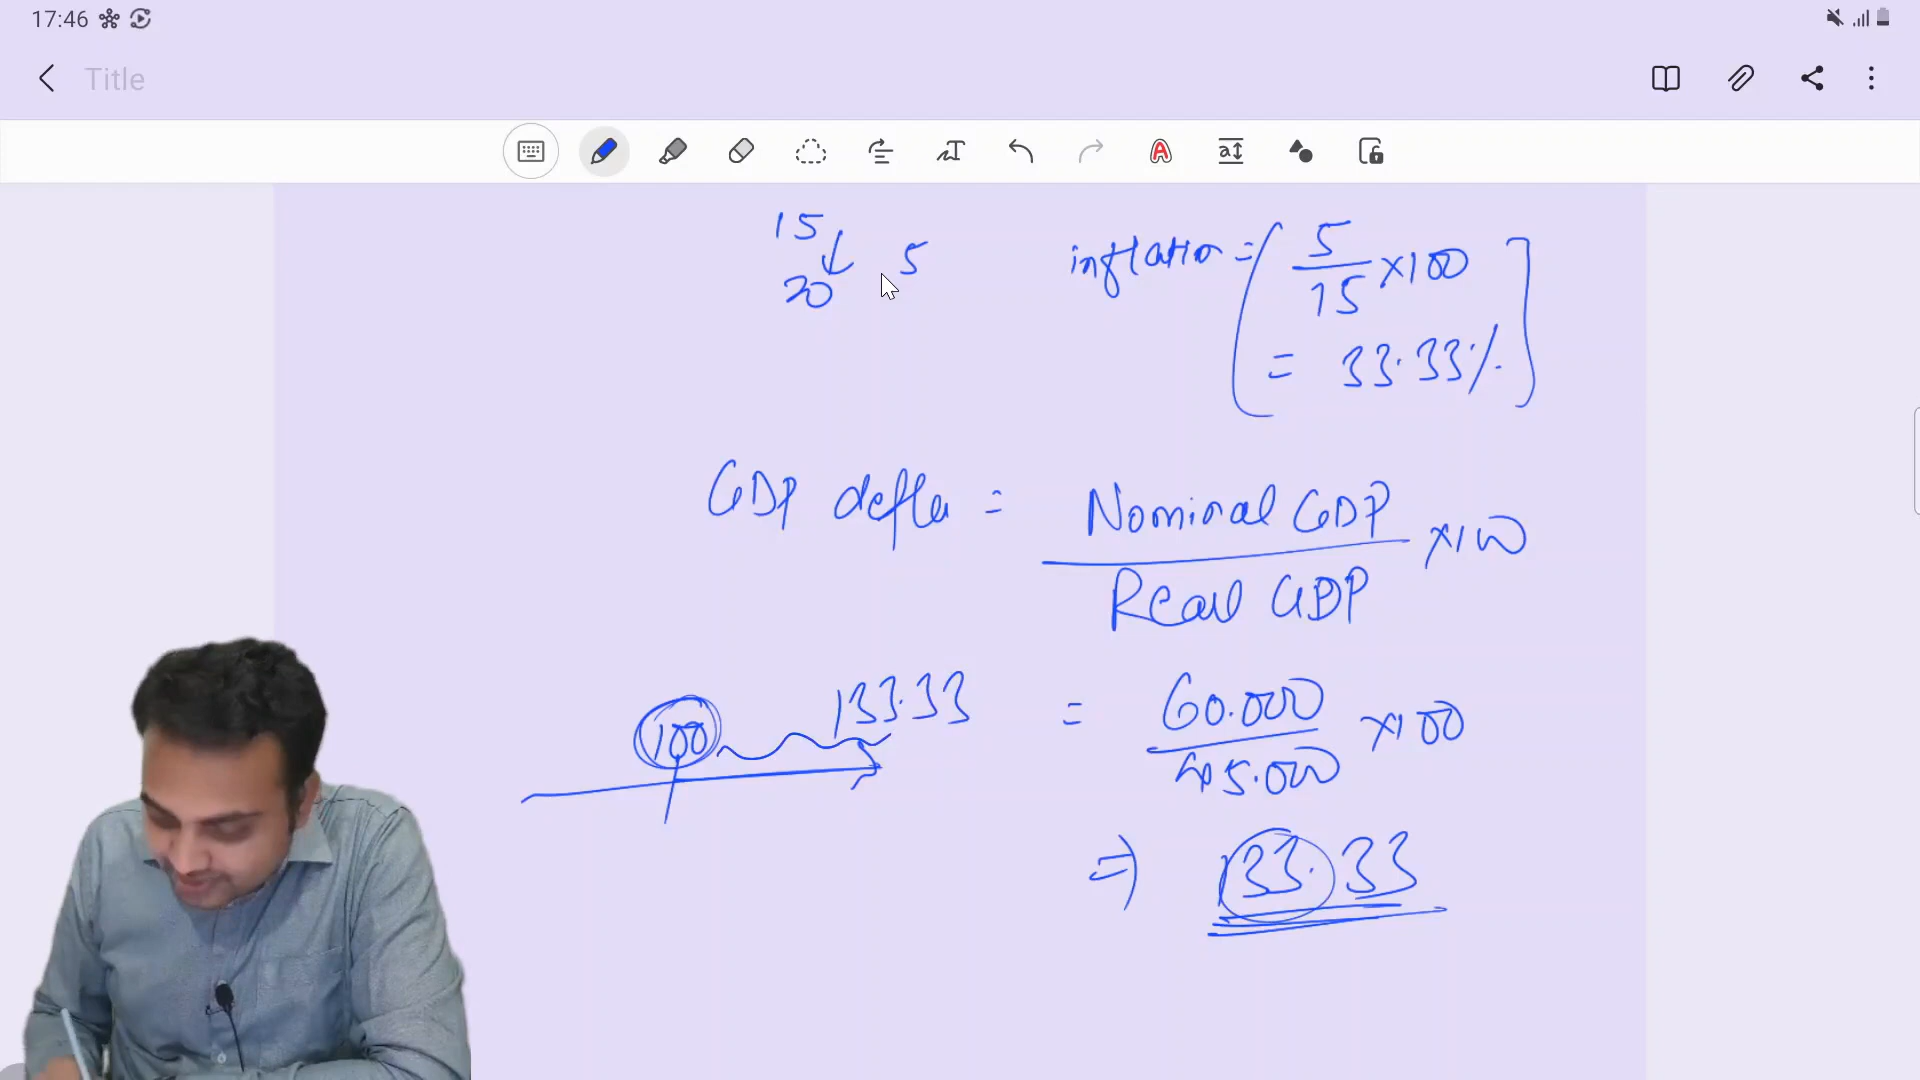 17:46
Title
15
20
5
inflation = 5/15 ×100
= 33.33%
GDP defla = Nominal GDP / Real GDP ×100
100
133.33
= 60.000 / 45.000 ×100
⇒ 133.33